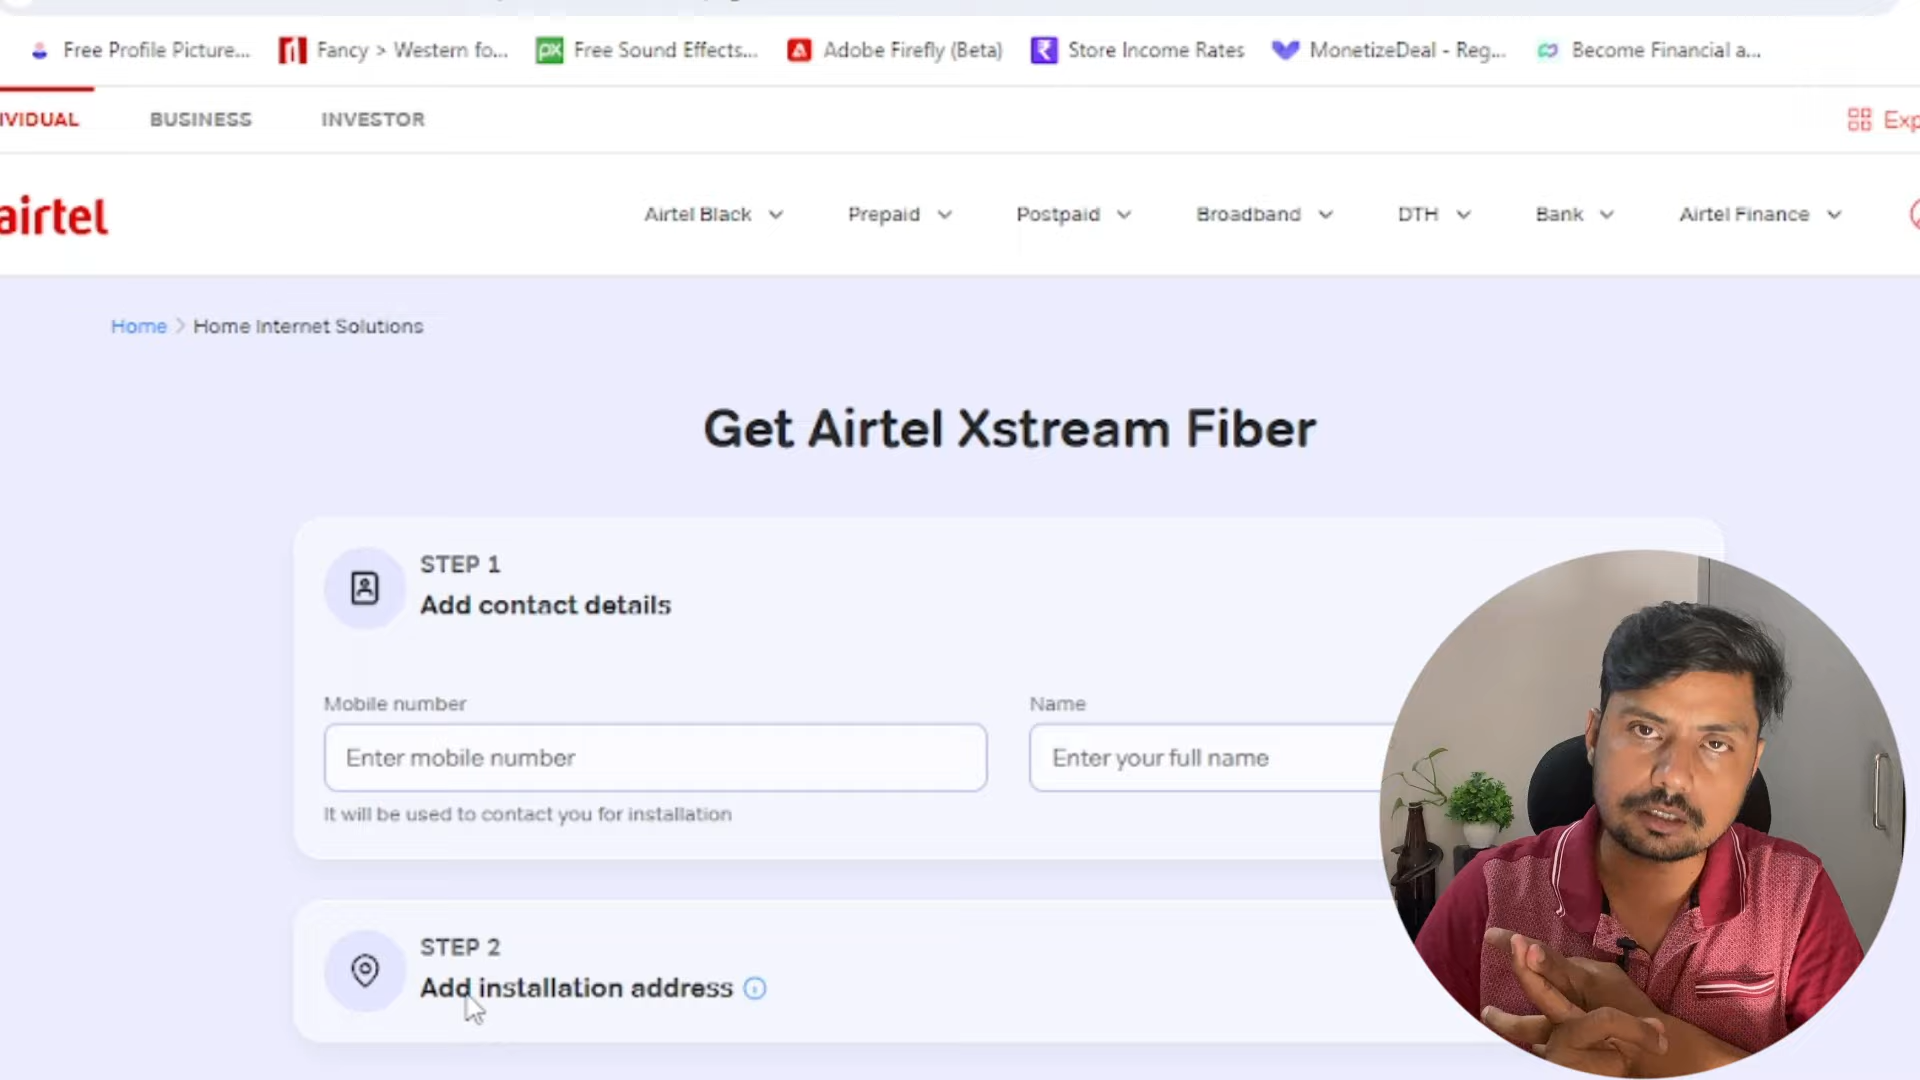 Free Profile Picture... Fancy > Western fo... Free Sound Effects... Adobe Firefly (Beta) Store Income Rates MonetizeDeal - Reg... Become Financial a...
IVIDUAL BUSINESS INVESTOR Exp
airtel Airtel Black Prepaid Postpaid Broadband DTH Bank Airtel Finance
Home > Home Internet Solutions
Get Airtel Xstream Fiber
STEP 1
Add contact details
Mobile number Name
Enter mobile number Enter your full name
It will be used to contact you for installation
STEP 2
Add installation address